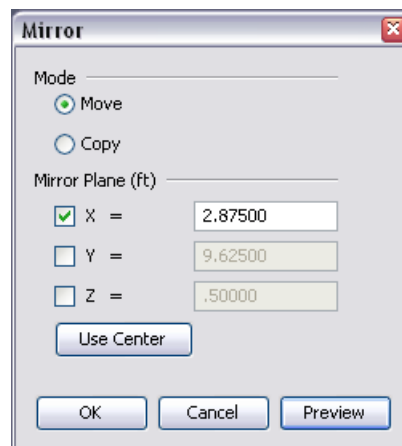 Mirror
Mode
Move
Copy
Mirror Plane (ft)
X = 2.87500
Y = 9.62500
Z = .50000
Use Center
OK Cancel Preview